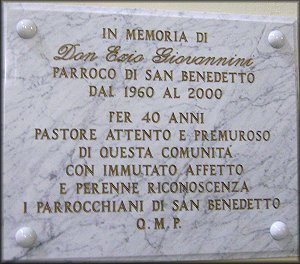 IN MEMORIA DI
Don Ezio Giovannini
PARROCO DI SAN BENEDETTO
DAL 1960 AL 2000
PER 40 ANNI
PASTORE ATTENTO E PREMUROSO
DI QUESTA COMUNITÀ
CON IMMUTATO AFFETTO
E PERENNE RICONOSCENZA
I PARROCCHIANI DI SAN BENEDETTO
Q.M.P.